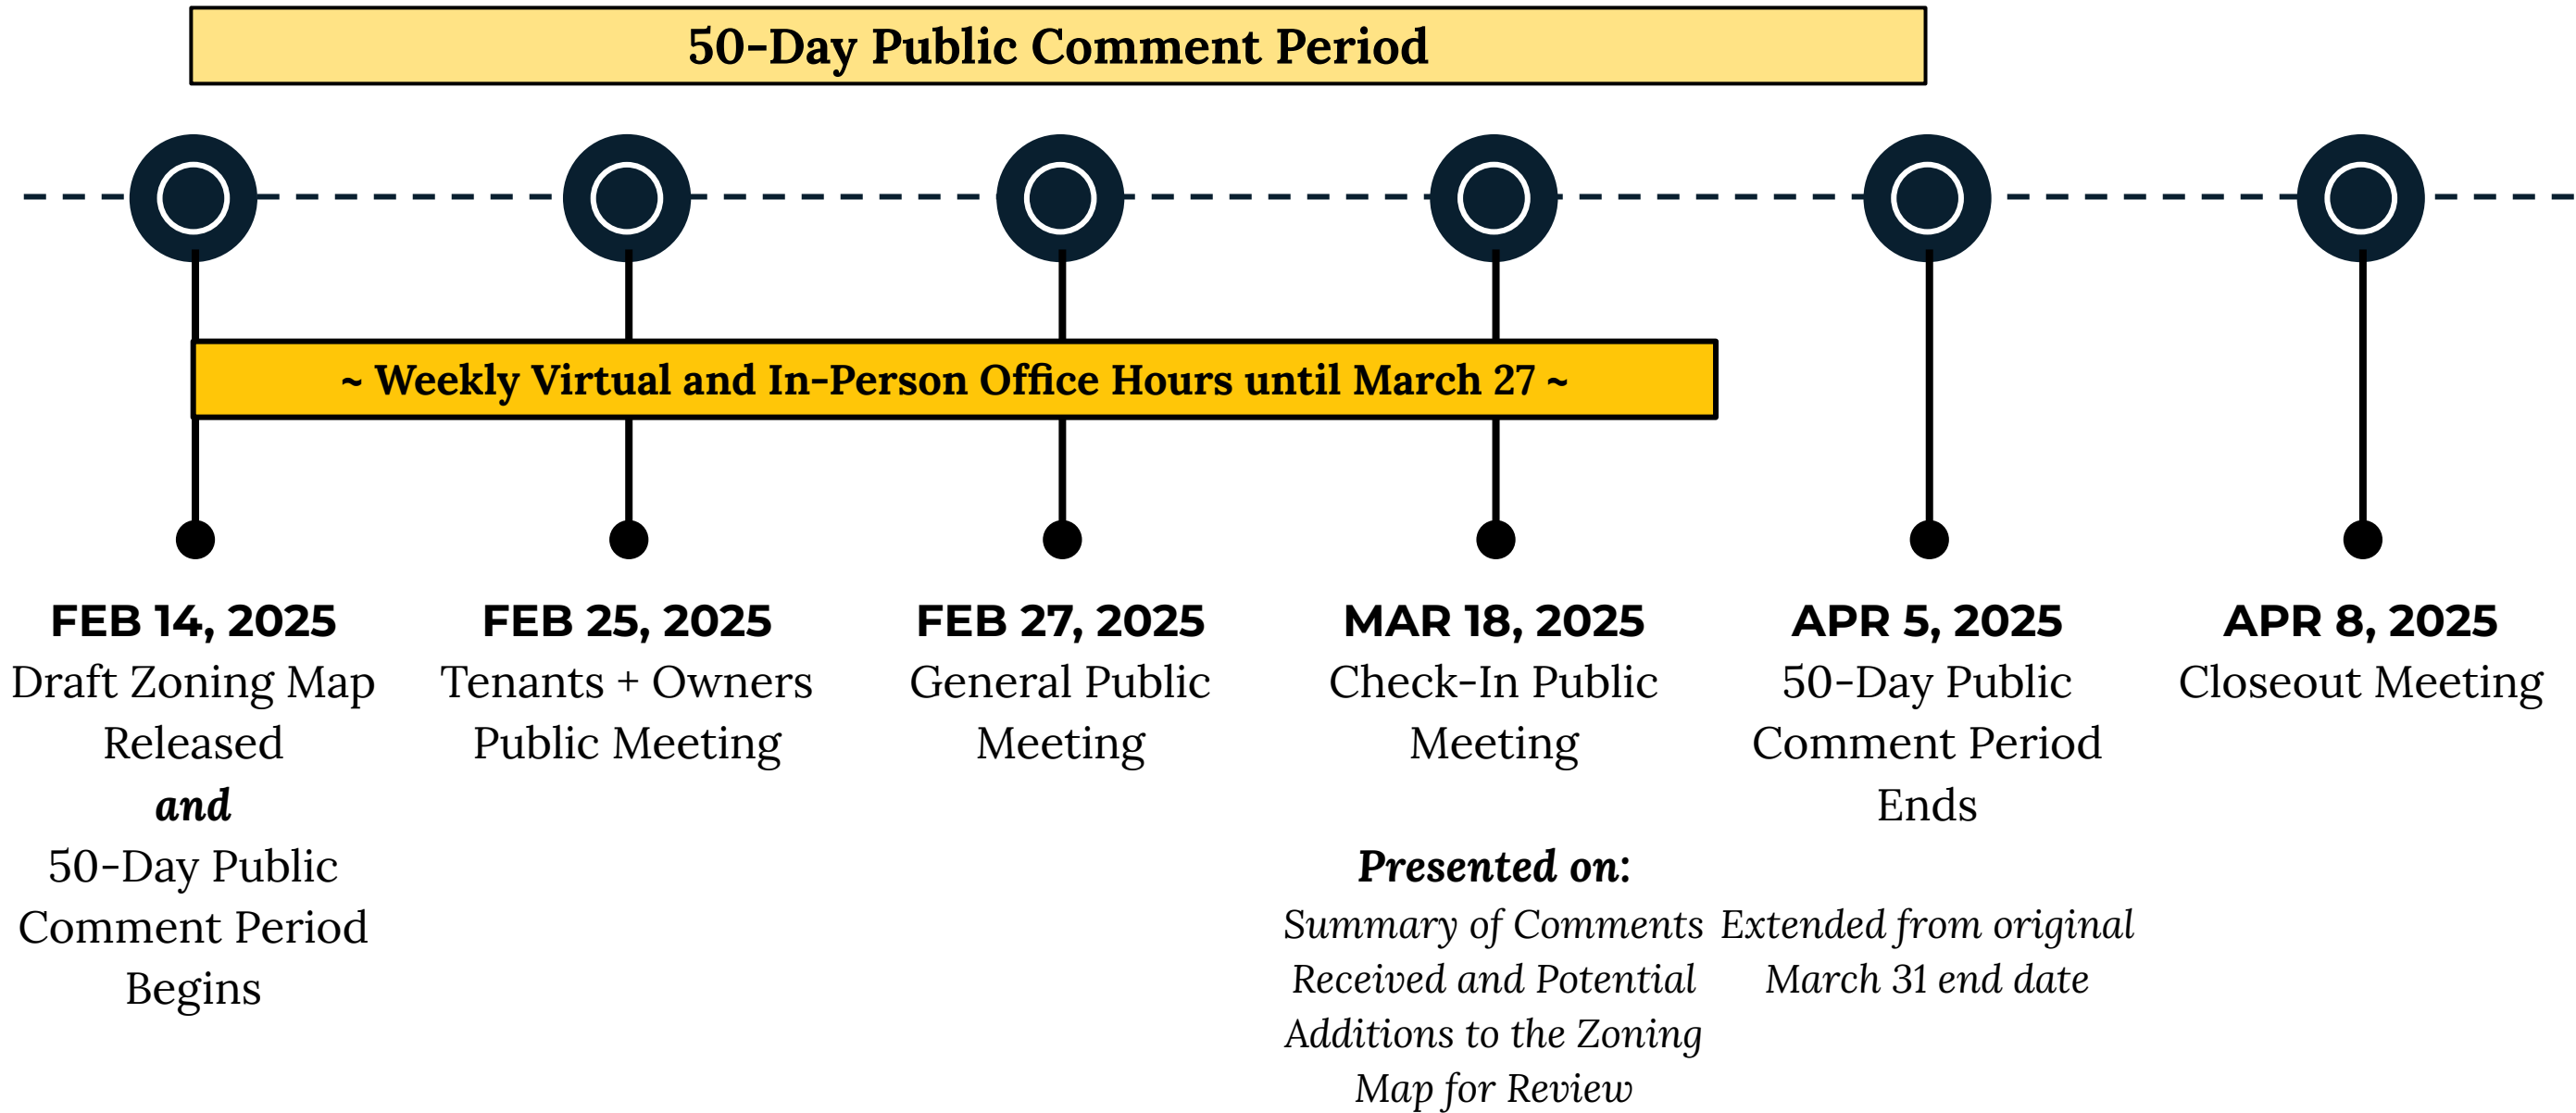 50-Day Public Comment Period
~ Weekly Virtual and In-Person Office Hours until March 27 ~
FEB 14, 2025
Draft Zoning Map
Released
and
50-Day Public
Comment Period
Begins
FEB 25, 2025
Tenants + Owners
Public Meeting
FEB 27, 2025
General Public
Meeting
MAR 18, 2025
Check-In Public
Meeting
Presented on:
Summary of Comments
Received and Potential
Additions to the Zoning
Map for Review
APR 5, 2025
50-Day Public
Comment Period
Ends
Extended from original
March 31 end date
APR 8, 2025
Closeout Meeting